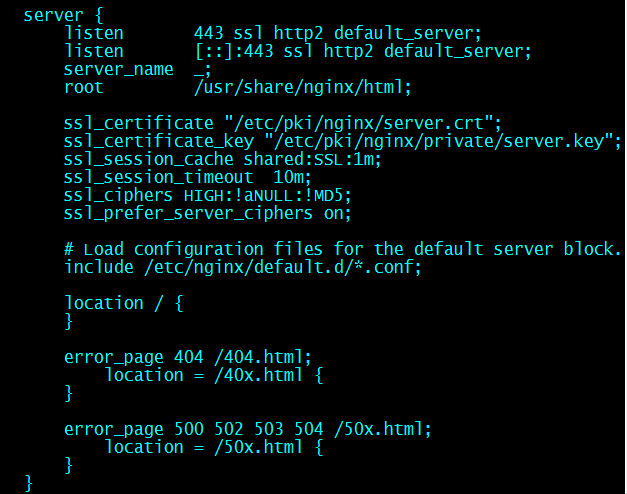 server {
    listen       443 ssl http2 default_server;
    listen       [::]:443 ssl http2 default_server;
    server_name  _;
    root         /usr/share/nginx/html;

    ssl_certificate "/etc/pki/nginx/server.crt";
    ssl_certificate_key "/etc/pki/nginx/private/server.key";
    ssl_session_cache shared:SSL:1m;
    ssl_session_timeout  10m;
    ssl_ciphers HIGH:!aNULL:!MD5;
    ssl_prefer_server_ciphers on;

    # Load configuration files for the default server block.
    include /etc/nginx/default.d/*.conf;

    location / {
    }

    error_page 404 /404.html;
        location = /40x.html {
    }

    error_page 500 502 503 504 /50x.html;
        location = /50x.html {
    }
}